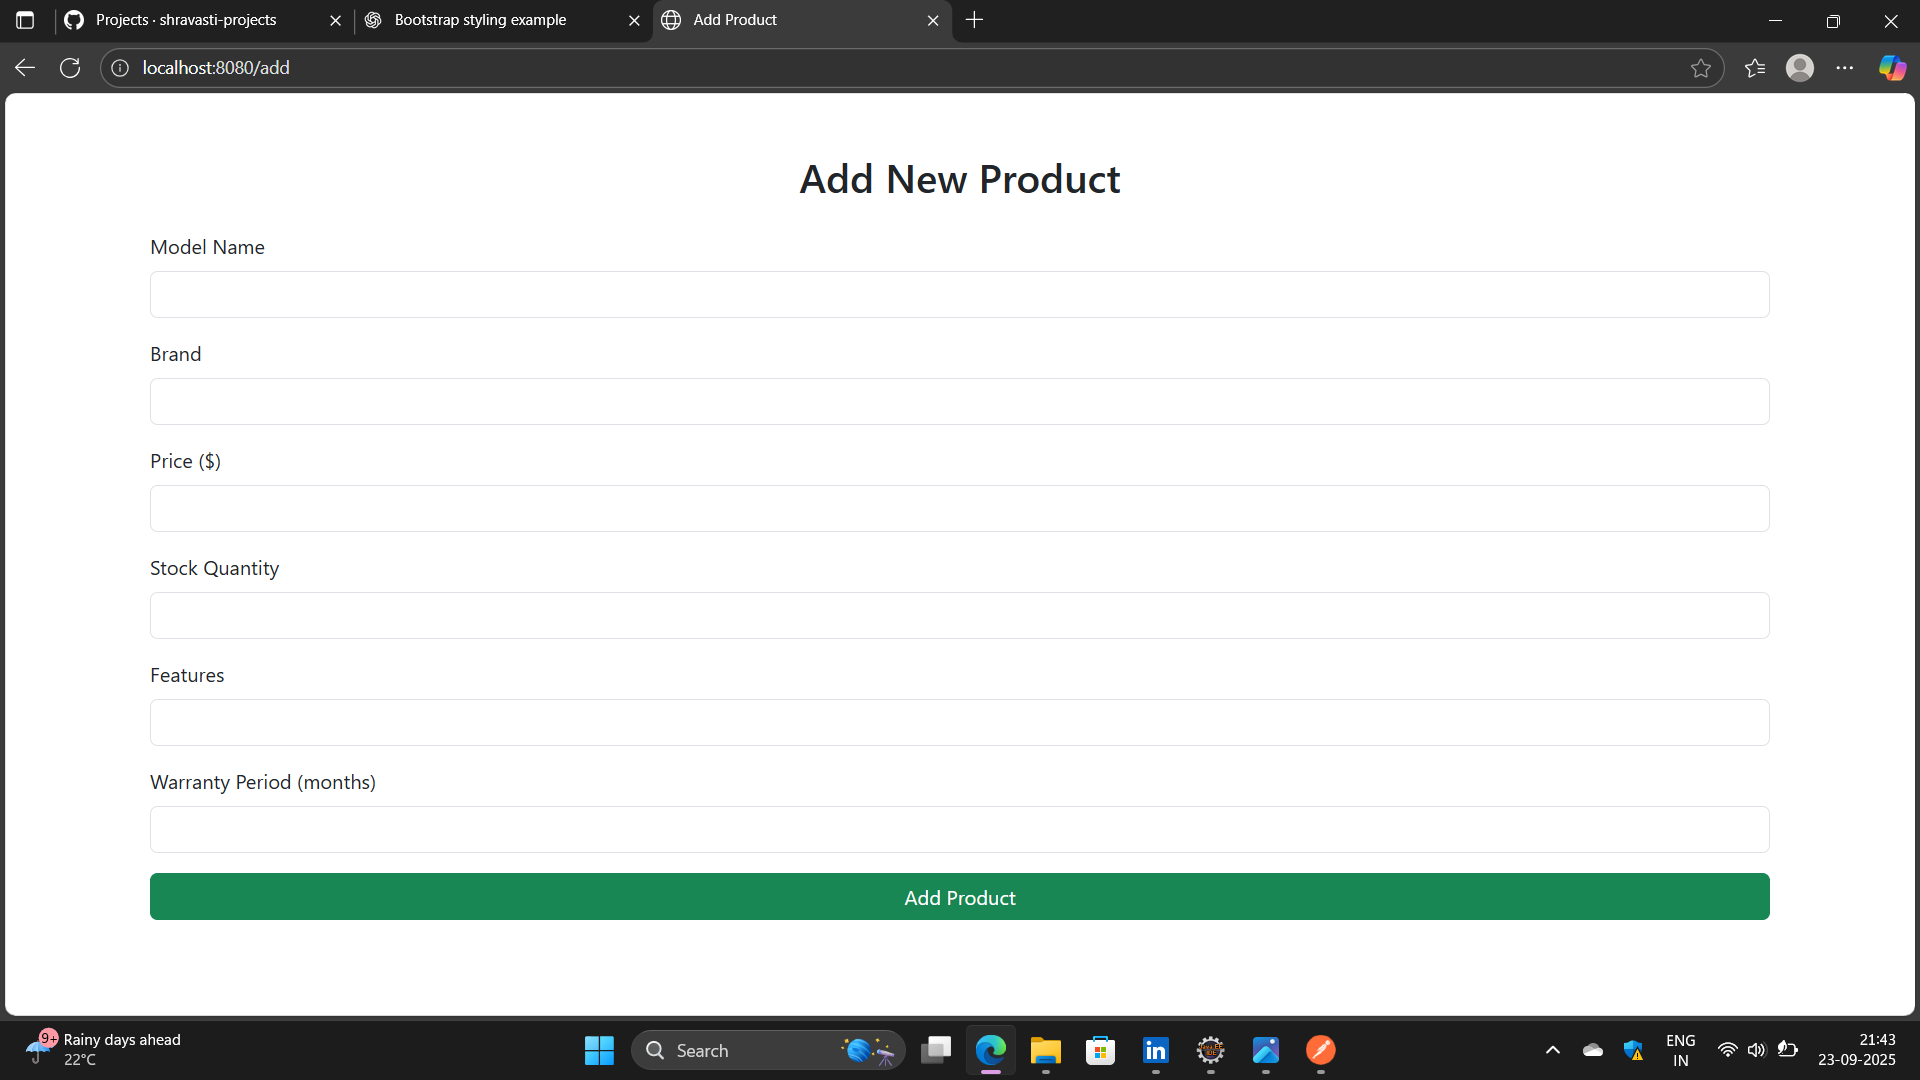 Projects · shravasti-projects
Bootstrap styling example
Add Product
localhost:8080/add
Add New Product
Model Name
Brand
Price ($)
Stock Quantity
Features
Warranty Period (months)
Add Product
9+
Rainy days ahead
22°C
Search
ENG
IN
21:43
23-09-2025